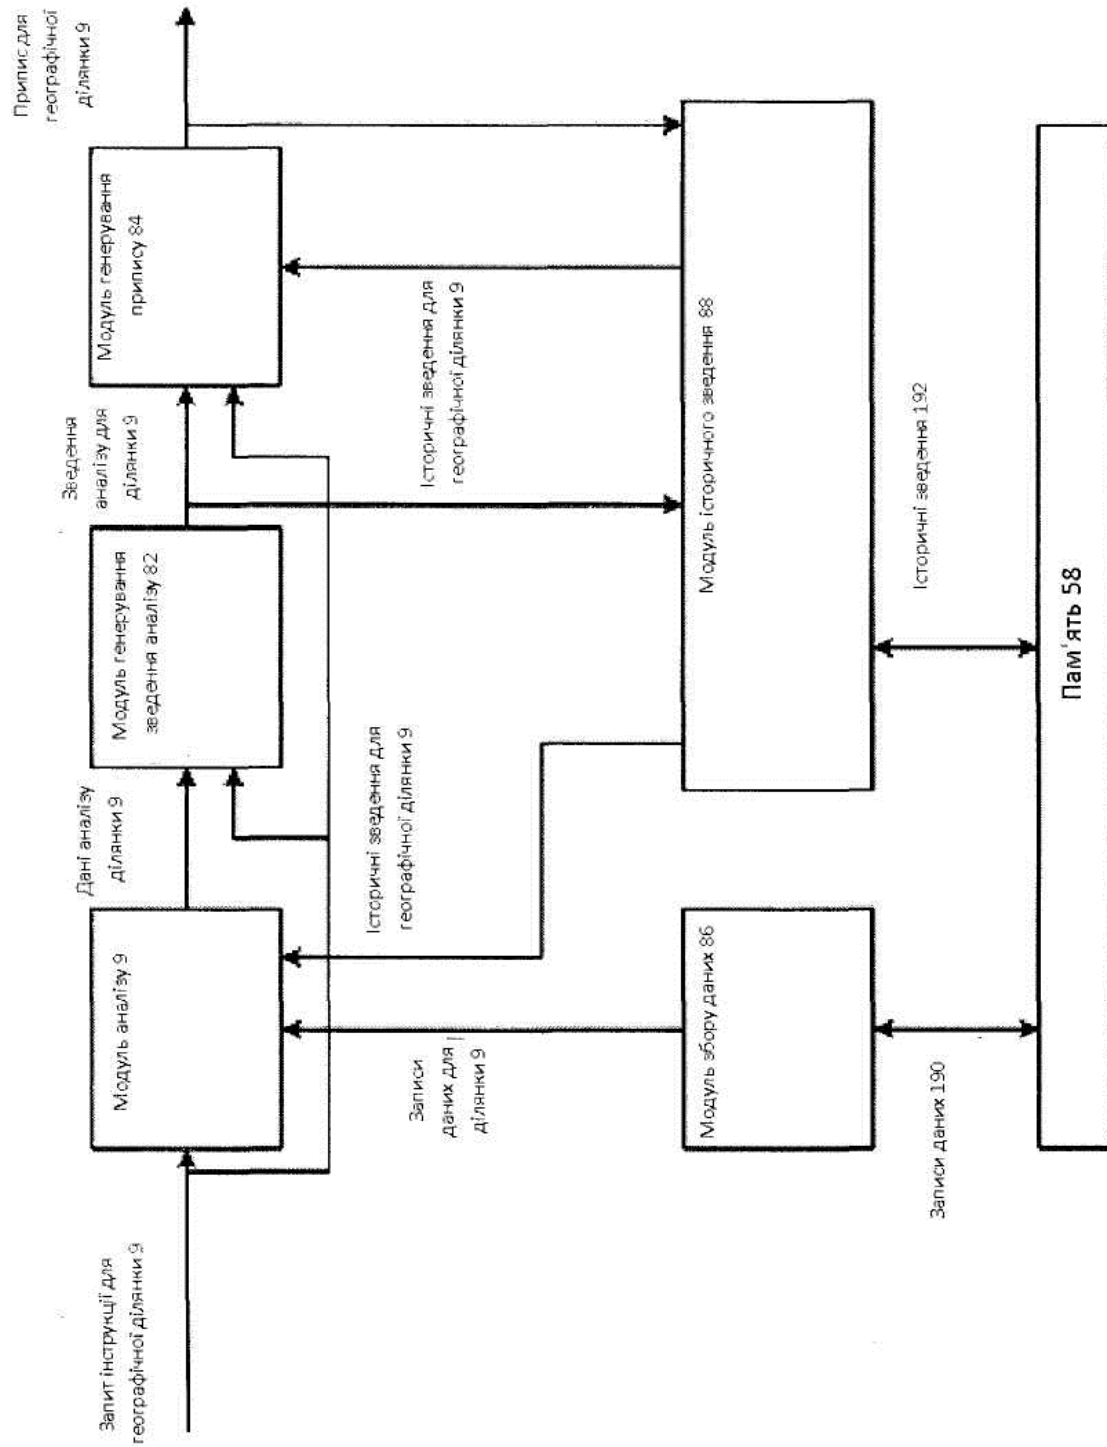 Запит інструкції для
географічної ділянки 9
Модуль аналізу 9
Дані аналізу
ділянки 9
Модуль генерування
зведення аналізу 82
Зведення
аналізу для
ділянки 9
Модуль генерування
припису 84
Припис для
географічної
ділянки 9
Записи
даних для
ділянки 9
Історичні зведення для
географічної ділянки 9
Історичні зведення для
географічної ділянки 9
Модуль збору даних 86
Модуль історичного зведення 88
Записи даних 190
Історичні зведення 192
Пам'ять 58